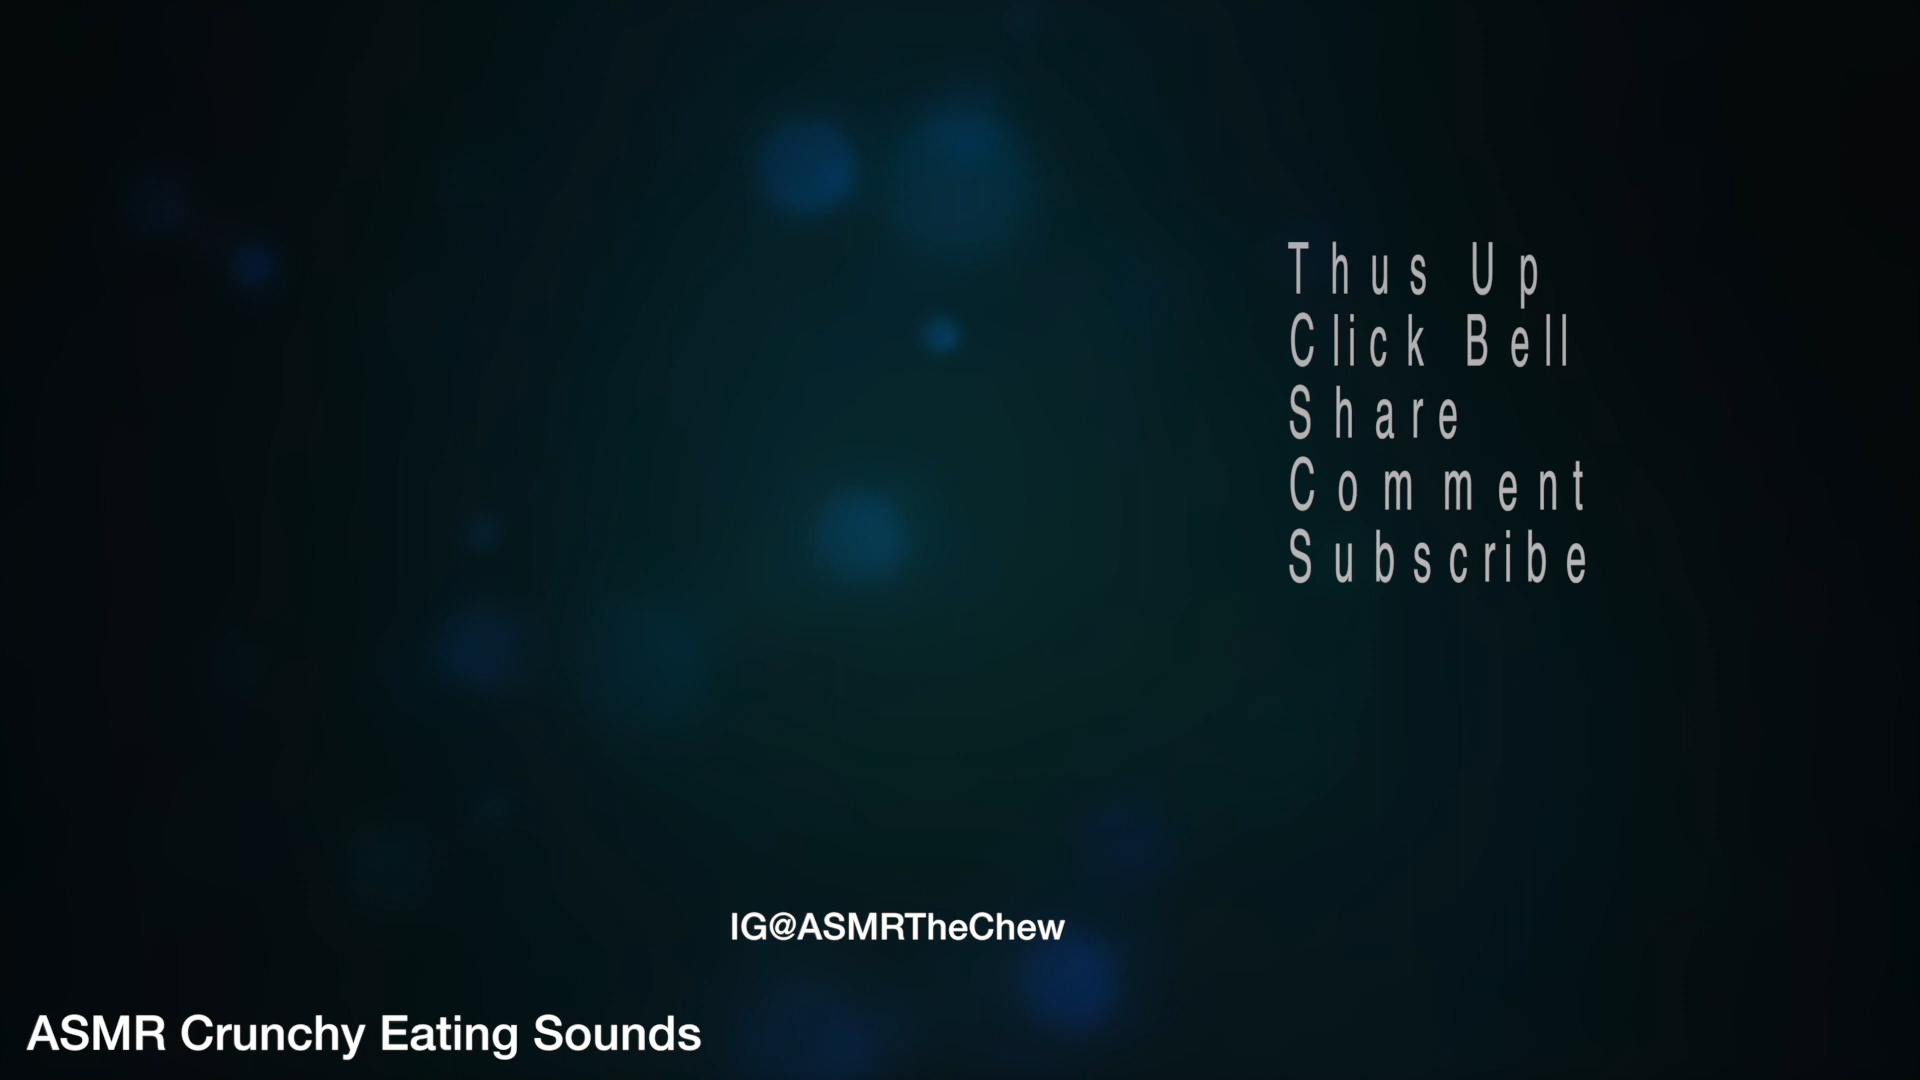 Thus Up
Click Bell
Share
Comment
Subscribe
IG@ASMRTheChew
ASMR Crunchy Eating Sounds